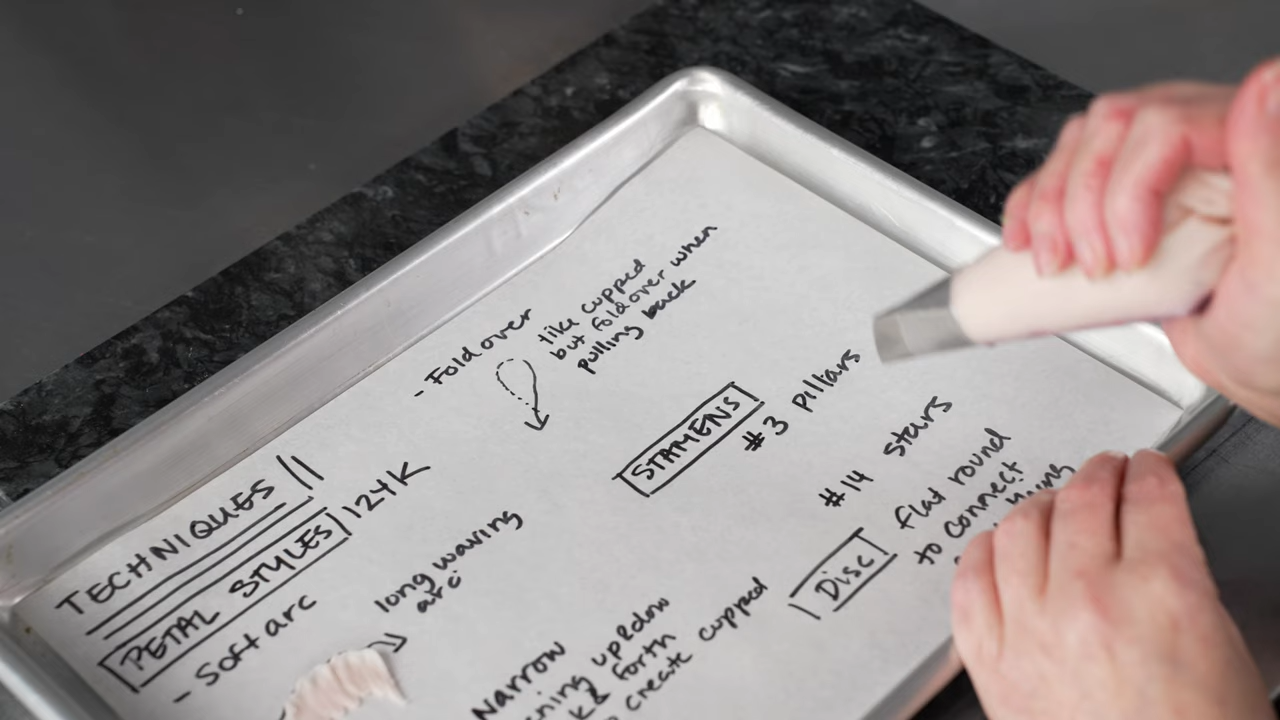 TECHNIQUES //
PETAL STYLES / 124K
- Soft arc
long waving
arc
- Fold over
like cupped
but fold over when
pulling back
Narrow
up & down
& forth
create cupped
STAMENS
#3 pillars
#14 stars
Disc
flat round
to connect